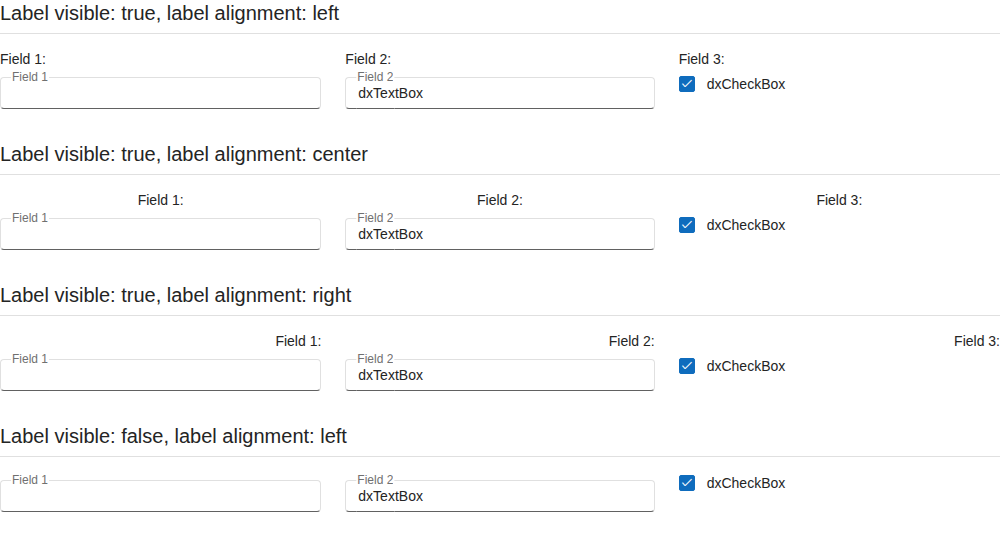 Label visible: true, label alignment: left
Field 1: Field 2: Field 3:
Field 1 Field 2
dxTextBox dxCheckBox
Label visible: true, label alignment: center
Field 1: Field 2: Field 3:
Field 1 Field 2
dxTextBox dxCheckBox
Label visible: true, label alignment: right
Field 1: Field 2: Field 3:
Field 1 Field 2
dxTextBox dxCheckBox
Label visible: false, label alignment: left
Field 1 Field 2
dxTextBox dxCheckBox